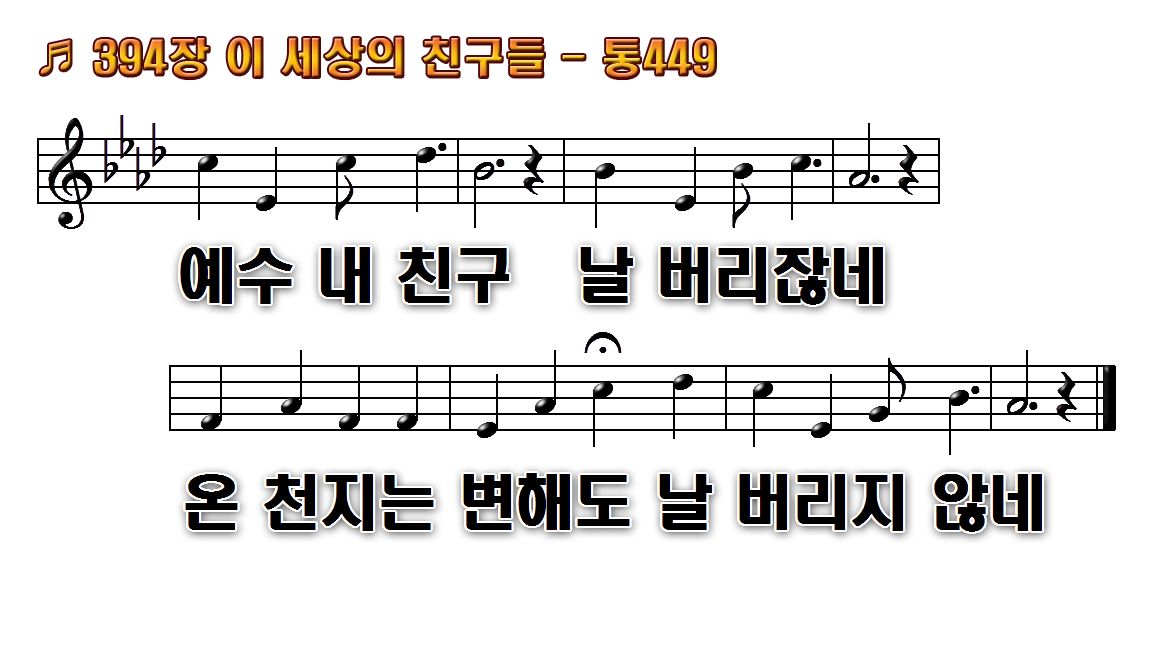 ♬ 394장 이 세상의 친구들 - 통449
예수 내 친구 날 버리잖네
온 천지는 변해도 날 버리지 않네